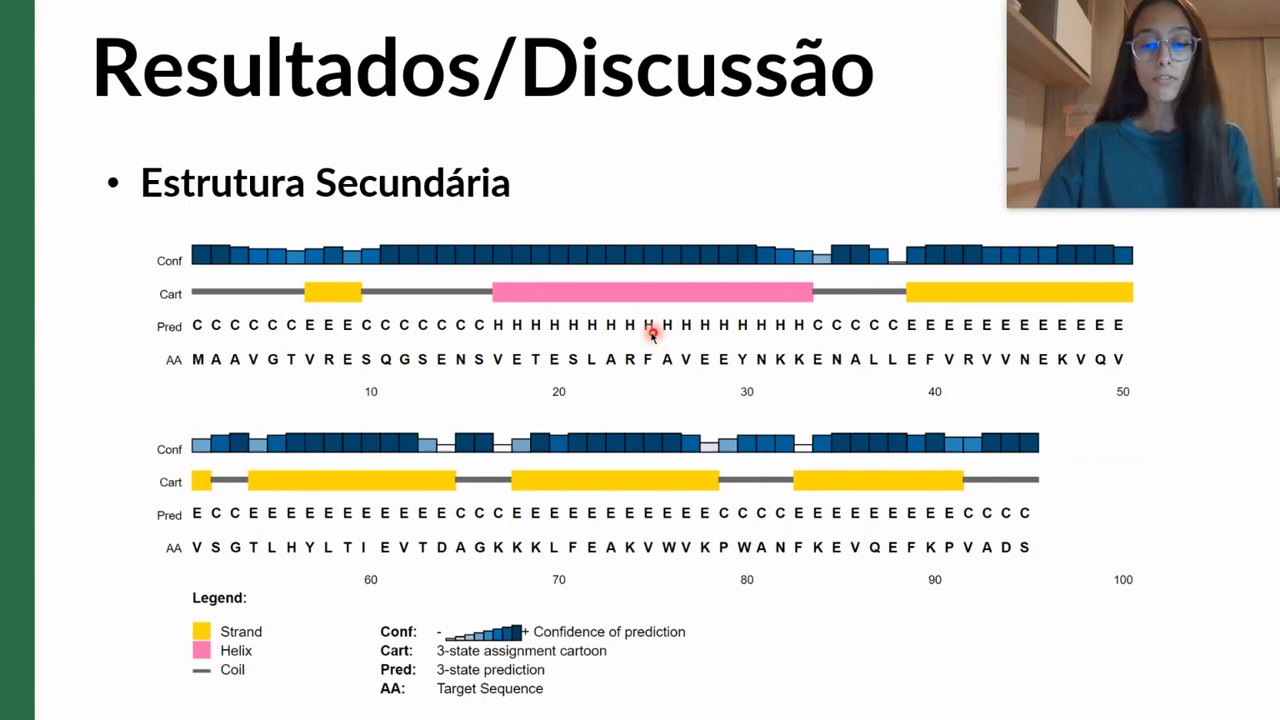 Resultados/Discussão
• Estrutura Secundária
Conf
Cart
Pred C C C C C C E E E C C C C C C C H H H H H H H H H H H H H H H H H C C C C C E E E E E E E E E E E E
AA M A A V G T V R E S Q G S E N S V E T E S L A R F A V E E Y N K K E N A L L E F V R V V N E K V Q V
10 20 30 40 50
Conf
Cart
Pred E C C E E E E E E E E E E E C C C E E E E E E E E E E E C C C C E E E E E E E E E C C C C
AA V S G T L H Y L T I E V T D A G K K K L F E A K V W V K P W A N F K E V Q E F K P V A D S
60 70 80 90 100
Legend:
Strand
Helix
Coil
Conf: - + Confidence of prediction
Cart: 3-state assignment cartoon
Pred: 3-state prediction
AA: Target Sequence